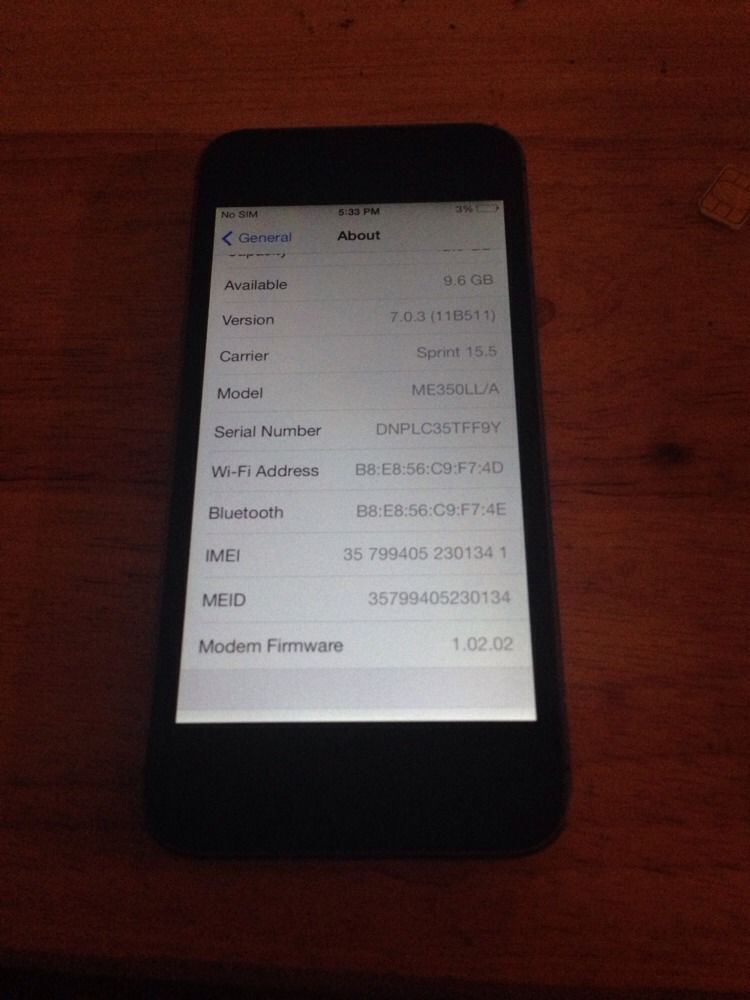 No SIM 5:33 PM 3%
General About
Capacity
Available 9.6 GB
Version 7.0.3 (11B511)
Carrier Sprint 15.5
Model ME350LL/A
Serial Number DNPLC35TFF9Y
Wi-Fi Address B8:E8:56:C9:F7:4D
Bluetooth B8:E8:56:C9:F7:4E
IMEI 35 799405 230134 1
MEID 35799405230134
Modem Firmware 1.02.02